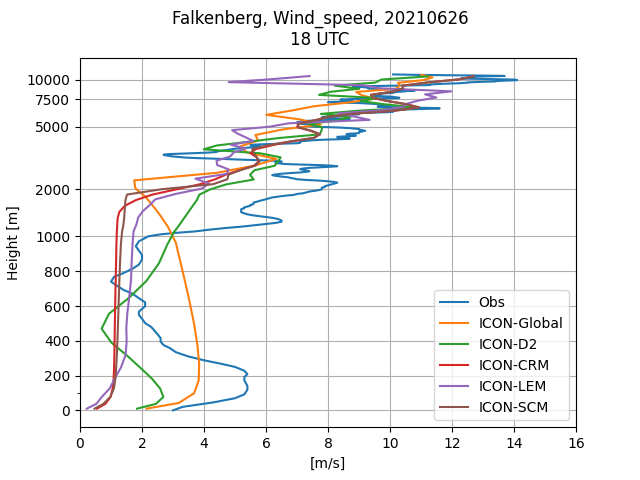 Falkenberg, Wind_speed, 20210626
18 UTC
10000
7500
5000
2000
1000
800
600
400
200
0
Height [m]
Obs
ICON-Global
ICON-D2
ICON-CRM
ICON-LEM
ICON-SCM
0 2 4 6 8 10 12 14 16
[m/s]